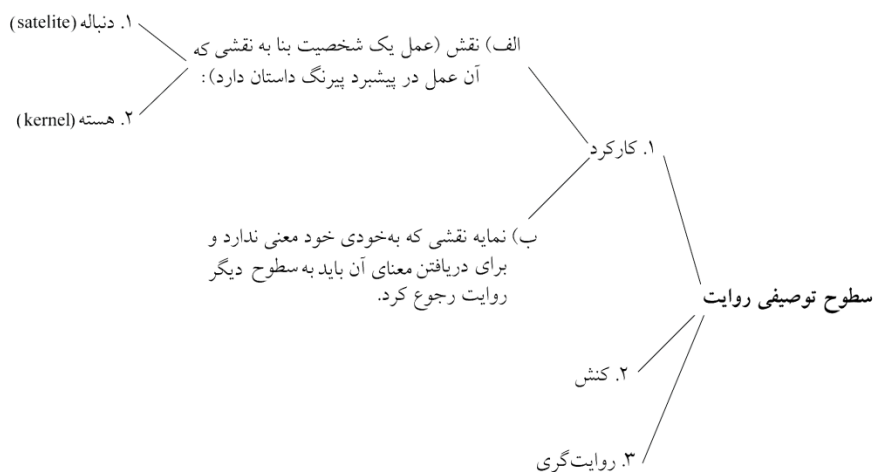 سطوح توصیفی روایت
۱. کارکرد
الف) نقش (عمل یک شخصیت بنا به نقشی که
آن عمل در پیشبرد پیرنگ داستان دارد):
۱. دنباله (satelite)
۲. هسته (kernel)
ب) نمایه نقشی که به‌خودی خود معنی ندارد و
برای دریافتن معنای آن باید به سطوح دیگر
روایت رجوع کرد.
۲. کنش
۳. روایت‌گری